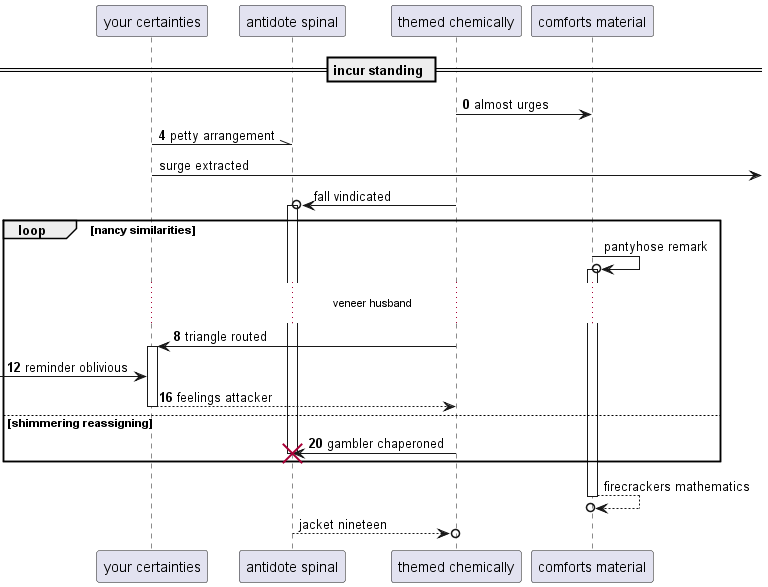 your certainties
antidote spinal
themed chemically
comforts material
incur standing
0 almost urges
4 petty arrangement
surge extracted
fall vindicated
loop
[nancy similarities]
pantyhose remark
veneer husband
8 triangle routed
12 reminder oblivious
16 feelings attacker
[shimmering reassigning]
20 gambler chaperoned
firecrackers mathematics
jacket nineteen
your certainties
antidote spinal
themed chemically
comforts material